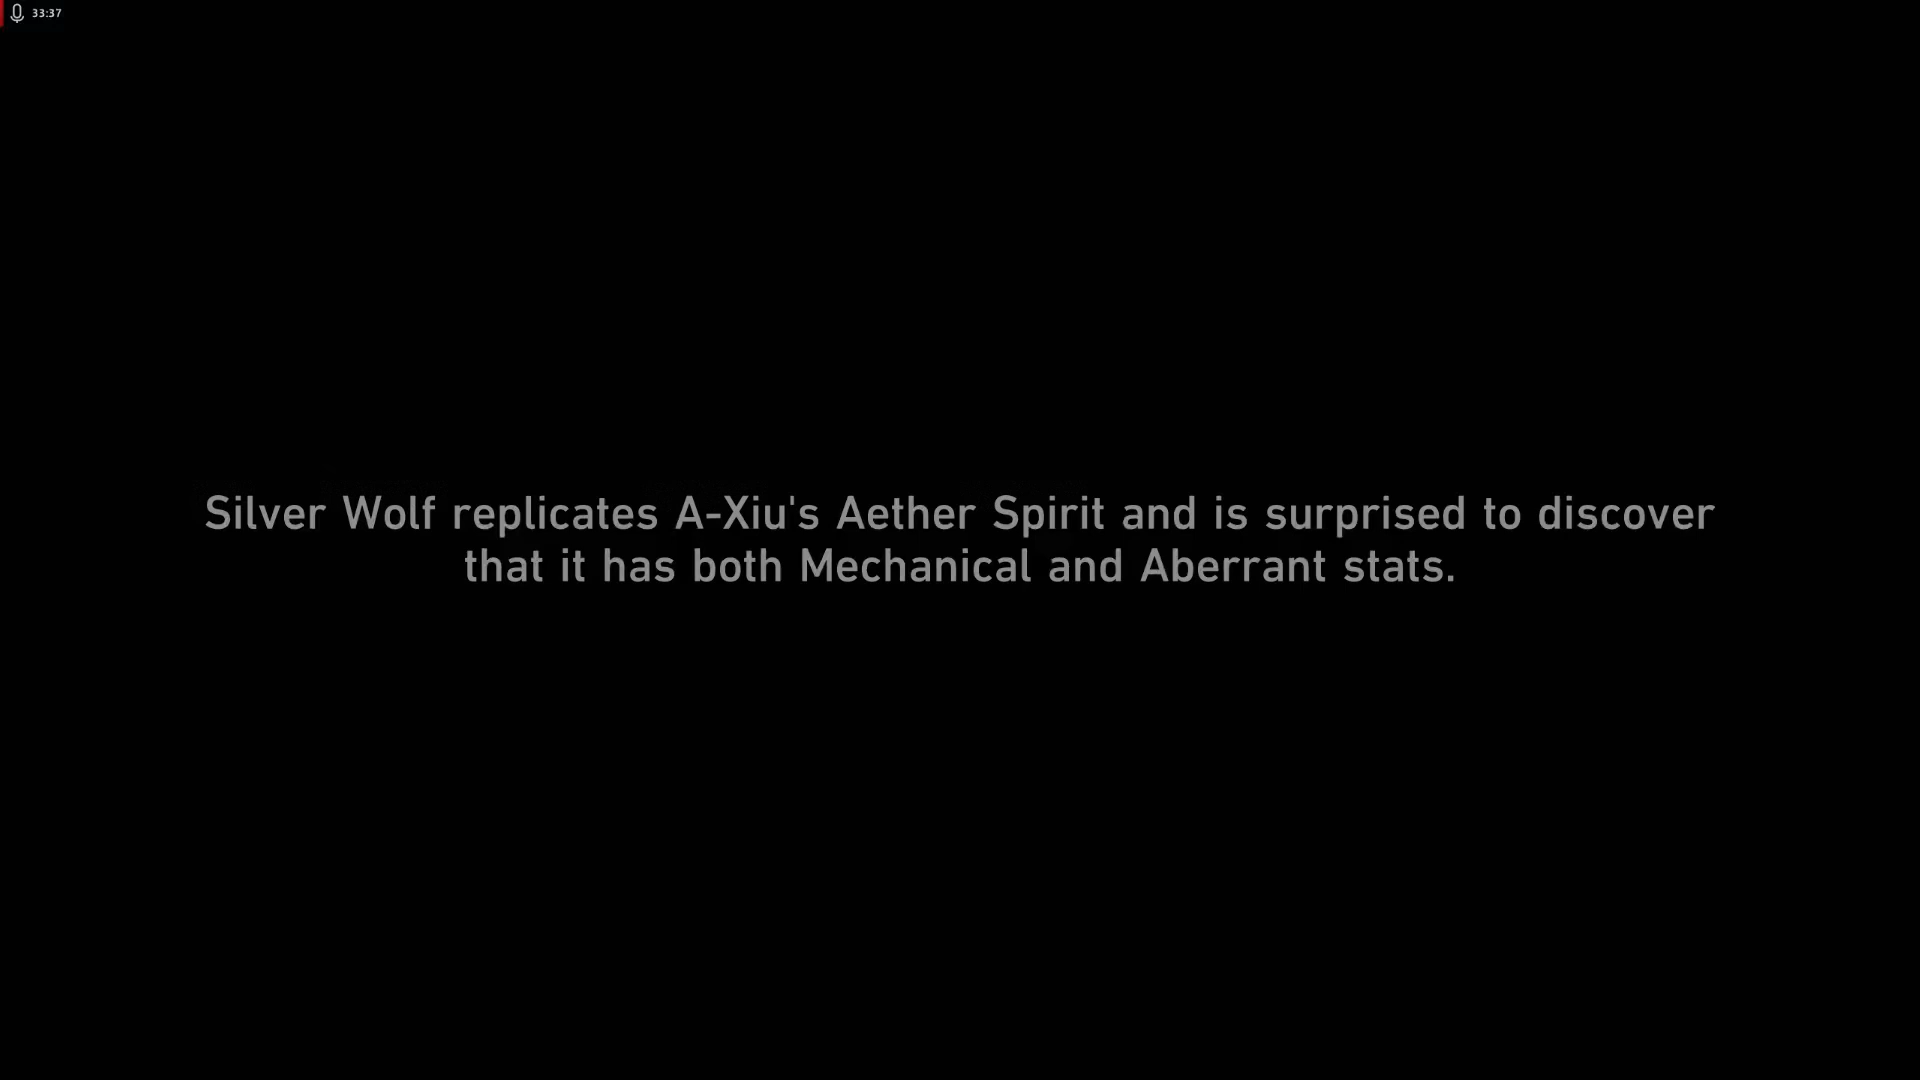 33:37
Silver Wolf replicates A-Xiu's Aether Spirit and is surprised to discover
that it has both Mechanical and Aberrant stats.